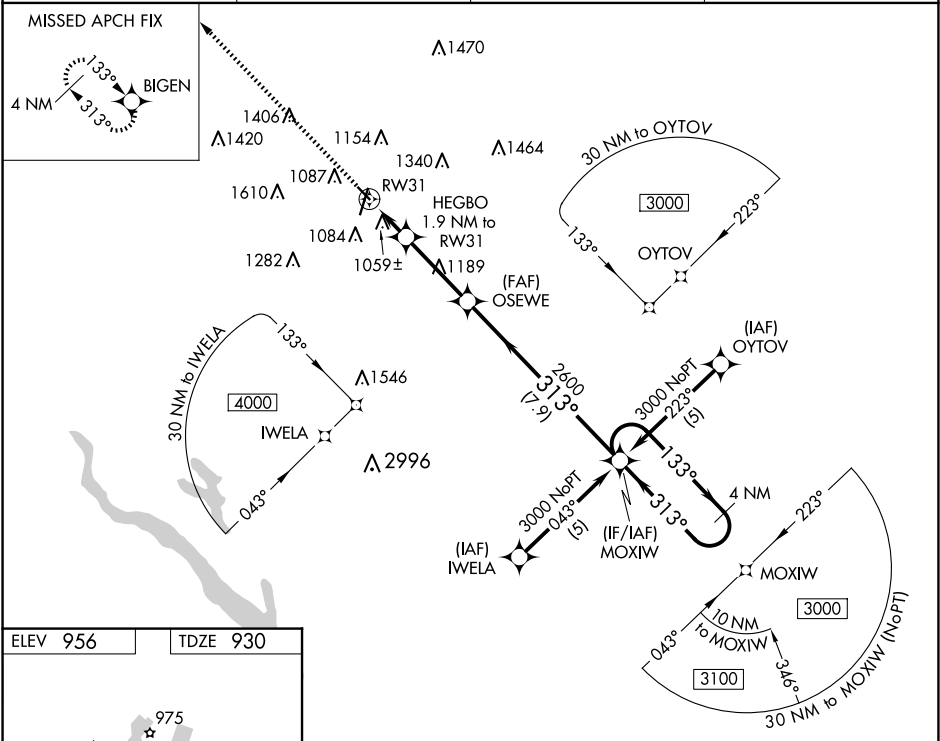 MISSED APCH FIX
133°
BIGEN
4 NM
313°
1470
1406
1420
1154
1340
1464
1087
RW31
1610
HEGBO
1.9 NM to
RW31
1084
1282
1059±
1189
(FAF)
OSEWE
30 NM to OYTOV
3000
133°
223°
OYTOV
(IAF)
OYTOV
30 NM to IWELA
133°
4000
1546
IWELA
043°
2996
2600
313°
(7.9)
3000 NoPT
223°
(5)
133°
4 NM
313°
3000 NoPT
043°
(5)
(IF/IAF)
MOXIW
(IAF)
IWELA
223°
MOXIW
3000
10 NM
to MOXIW
043°
346°
3100
30 NM to MOXIW (NoPT)
ELEV 956
TDZE 930
975